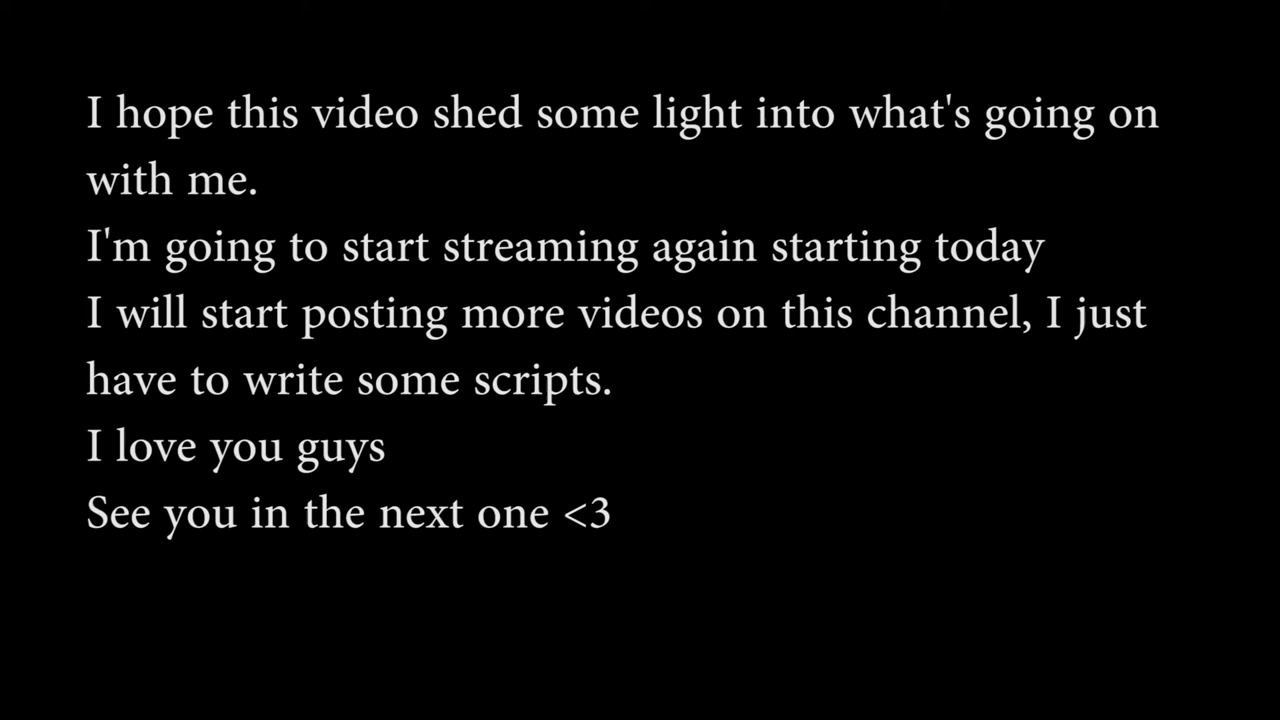 I hope this video shed some light into what's going on
with me.
I'm going to start streaming again starting today
I will start posting more videos on this channel, I just
have to write some scripts.
I love you guys
See you in the next one <3